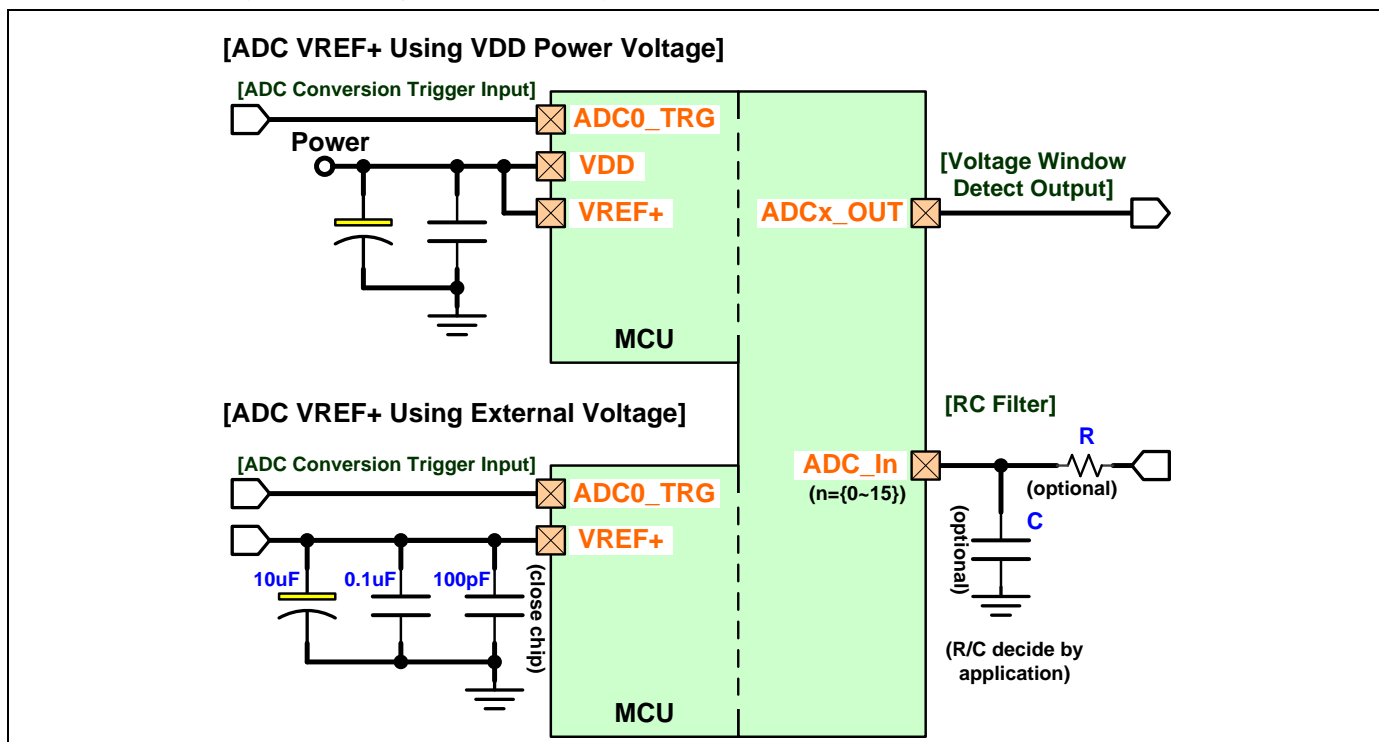 [ADC VREF+ Using VDD Power Voltage]
[ADC Conversion Trigger Input]
ADC0_TRG
Power
VDD
VREF+
MCU
[Voltage Window
Detect Output]
ADCx_OUT
[ADC VREF+ Using External Voltage]
[ADC Conversion Trigger Input]
ADC0_TRG
VREF+
10uF
0.1uF
100pF
(close chip)
MCU
[RC Filter]
ADC_In
(n={0~15})
R
(optional)
C
(optional)
(R/C decide by
application)